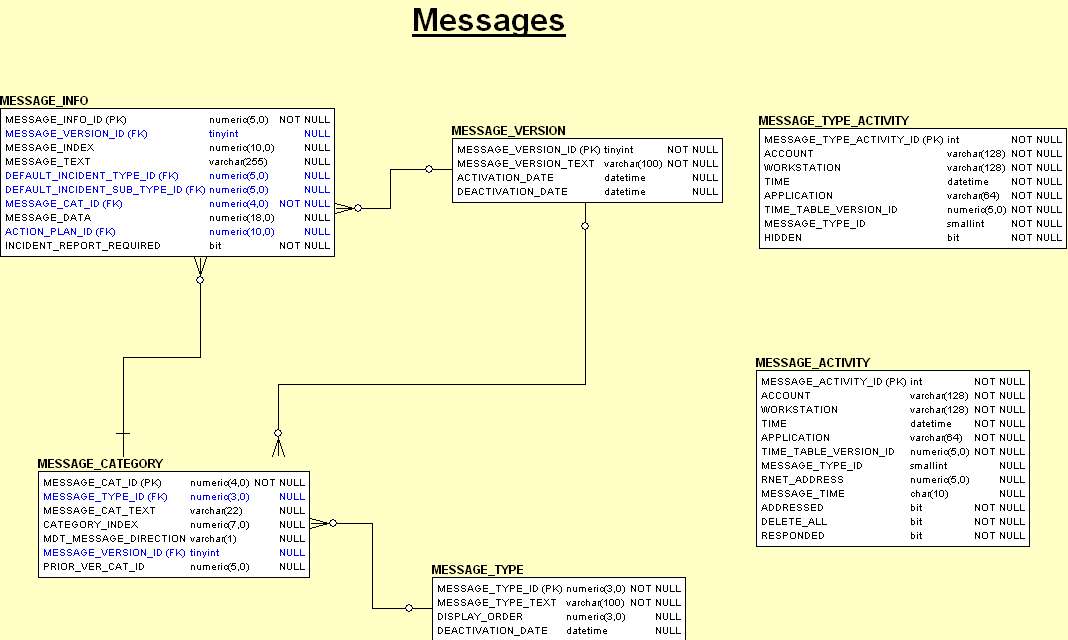 Messages
MESSAGE_INFO
MESSAGE_INFO_ID (PK) numeric(5,0) NOT NULL
MESSAGE_VERSION_ID (FK) tinyint NULL
MESSAGE_INDEX numeric(10,0) NULL
MESSAGE_TEXT varchar(255) NULL
DEFAULT_INCIDENT_TYPE_ID (FK) numeric(5,0) NULL
DEFAULT_INCIDENT_SUB_TYPE_ID (FK) numeric(5,0) NULL
MESSAGE_CAT_ID (FK) numeric(4,0) NOT NULL
MESSAGE_DATA numeric(18,0) NULL
ACTION_PLAN_ID (FK) numeric(10,0) NULL
INCIDENT_REPORT_REQUIRED bit NOT NULL
MESSAGE_VERSION
MESSAGE_VERSION_ID (PK) tinyint NOT NULL
MESSAGE_VERSION_TEXT varchar(100) NOT NULL
ACTIVATION_DATE datetime NULL
DEACTIVATION_DATE datetime NULL
MESSAGE_TYPE_ACTIVITY
MESSAGE_TYPE_ACTIVITY_ID (PK) int NOT NULL
ACCOUNT varchar(128) NOT NULL
WORKSTATION varchar(128) NOT NULL
TIME datetime NOT NULL
APPLICATION varchar(64) NOT NULL
TIME_TABLE_VERSION_ID numeric(5,0) NOT NULL
MESSAGE_TYPE_ID smallint NOT NULL
HIDDEN bit NOT NULL
MESSAGE_ACTIVITY
MESSAGE_ACTIVITY_ID (PK) int NOT NULL
ACCOUNT varchar(128) NOT NULL
WORKSTATION varchar(128) NOT NULL
TIME datetime NOT NULL
APPLICATION varchar(64) NOT NULL
TIME_TABLE_VERSION_ID numeric(5,0) NOT NULL
MESSAGE_TYPE_ID smallint NULL
RNET_ADDRESS numeric(5,0) NULL
MESSAGE_TIME char(10) NULL
ADDRESSED bit NOT NULL
DELETE_ALL bit NOT NULL
RESPONDED bit NOT NULL
MESSAGE_CATEGORY
MESSAGE_CAT_ID (PK) numeric(4,0) NOT NULL
MESSAGE_TYPE_ID (FK) numeric(3,0) NULL
MESSAGE_CAT_TEXT varchar(22) NULL
CATEGORY_INDEX numeric(7,0) NULL
MDT_MESSAGE_DIRECTION varchar(1) NULL
MESSAGE_VERSION_ID (FK) tinyint NULL
PRIOR_VER_CAT_ID numeric(5,0) NULL
MESSAGE_TYPE
MESSAGE_TYPE_ID (PK) numeric(3,0) NOT NULL
MESSAGE_TYPE_TEXT varchar(100) NOT NULL
DISPLAY_ORDER numeric(3,0) NULL
DEACTIVATION_DATE datetime NULL